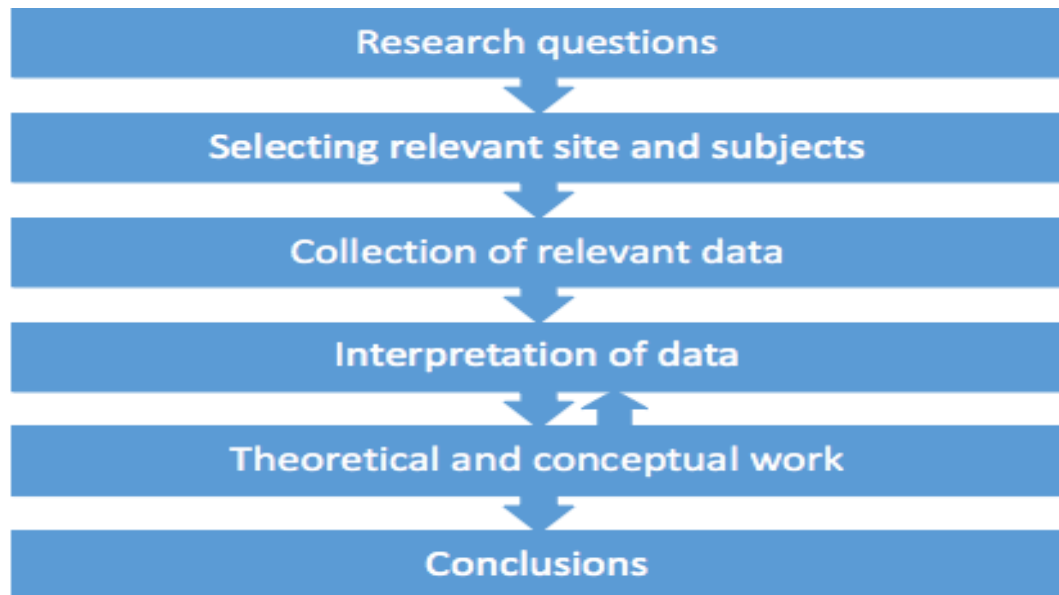 Research questions
Selecting relevant site and subjects
Collection of relevant data
Interpretation of data
Theoretical and conceptual work
Conclusions